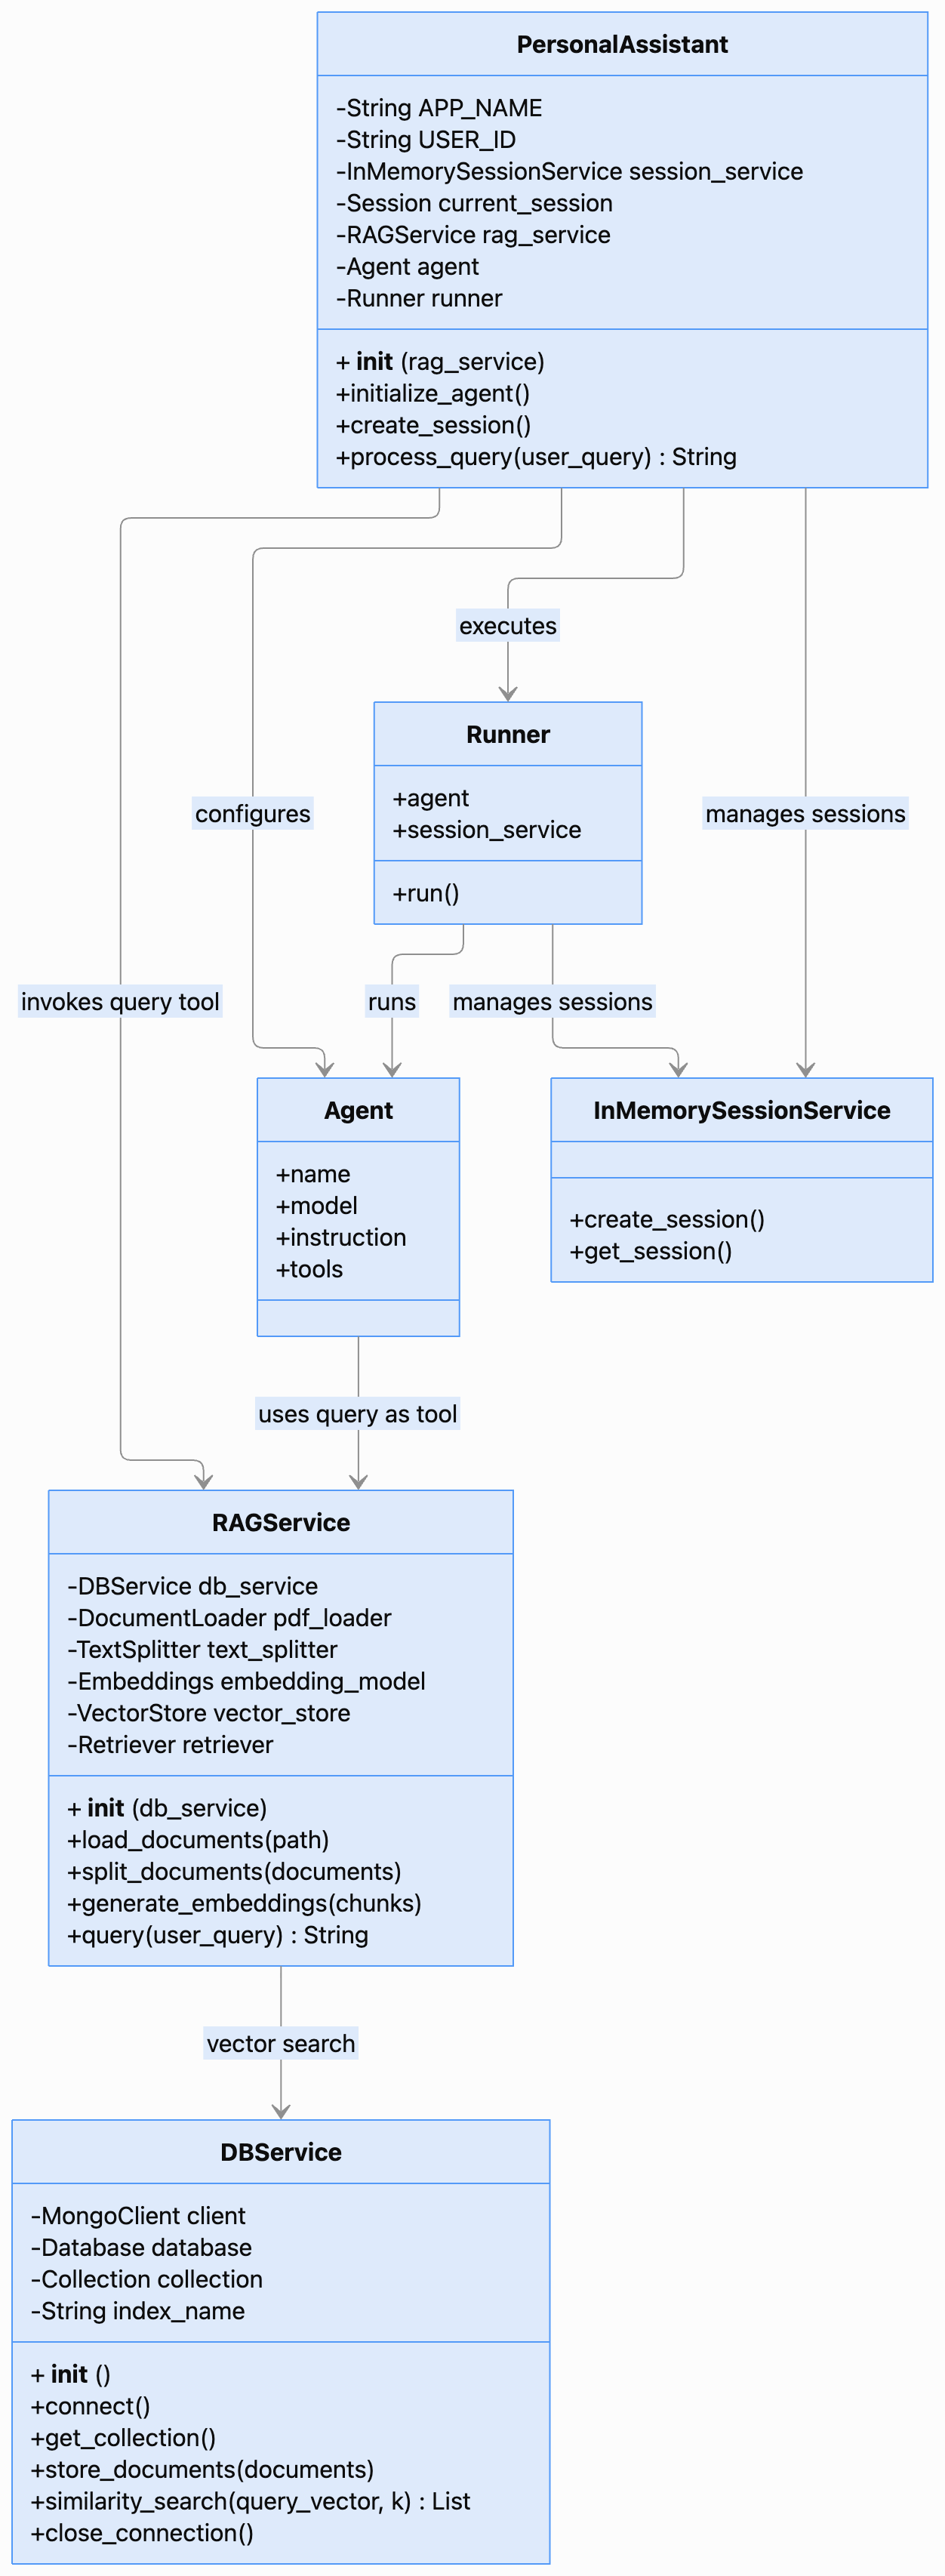 PersonalAssistant
-String APP_NAME
-String USER_ID
-InMemorySessionService session_service
-Session current_session
-RAGService rag_service
-Agent agent
-Runner runner
+ init (rag_service)
+initialize_agent()
+create_session()
+process_query(user_query) : String
executes
Runner
+agent
+session_service
+run()
configures
manages sessions
invokes query tool
runs
manages sessions
Agent
+name
+model
+instruction
+tools
InMemorySessionService
+create_session()
+get_session()
uses query as tool
RAGService
-DBService db_service
-DocumentLoader pdf_loader
-TextSplitter text_splitter
-Embeddings embedding_model
-VectorStore vector_store
-Retriever retriever
+ init (db_service)
+load_documents(path)
+split_documents(documents)
+generate_embeddings(chunks)
+query(user_query) : String
vector search
DBService
-MongoClient client
-Database database
-Collection collection
-String index_name
+ init ()
+connect()
+get_collection()
+store_documents(documents)
+similarity_search(query_vector, k) : List
+close_connection()